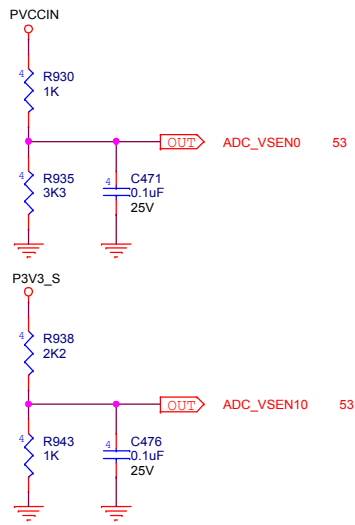 PVCCIN
4 R930
1K
OUT ADC_VSEN0 53
4 R935
3K3
4 C471
0.1uF
25V
P3V3_S
4 R938
2K2
OUT ADC_VSEN10 53
4 R943
1K
4 C476
0.1uF
25V